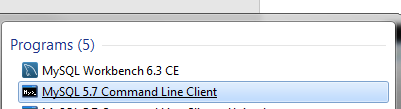 Programs (5)
MySQL Workbench 6.3 CE
MySQL 5.7 Command Line Client